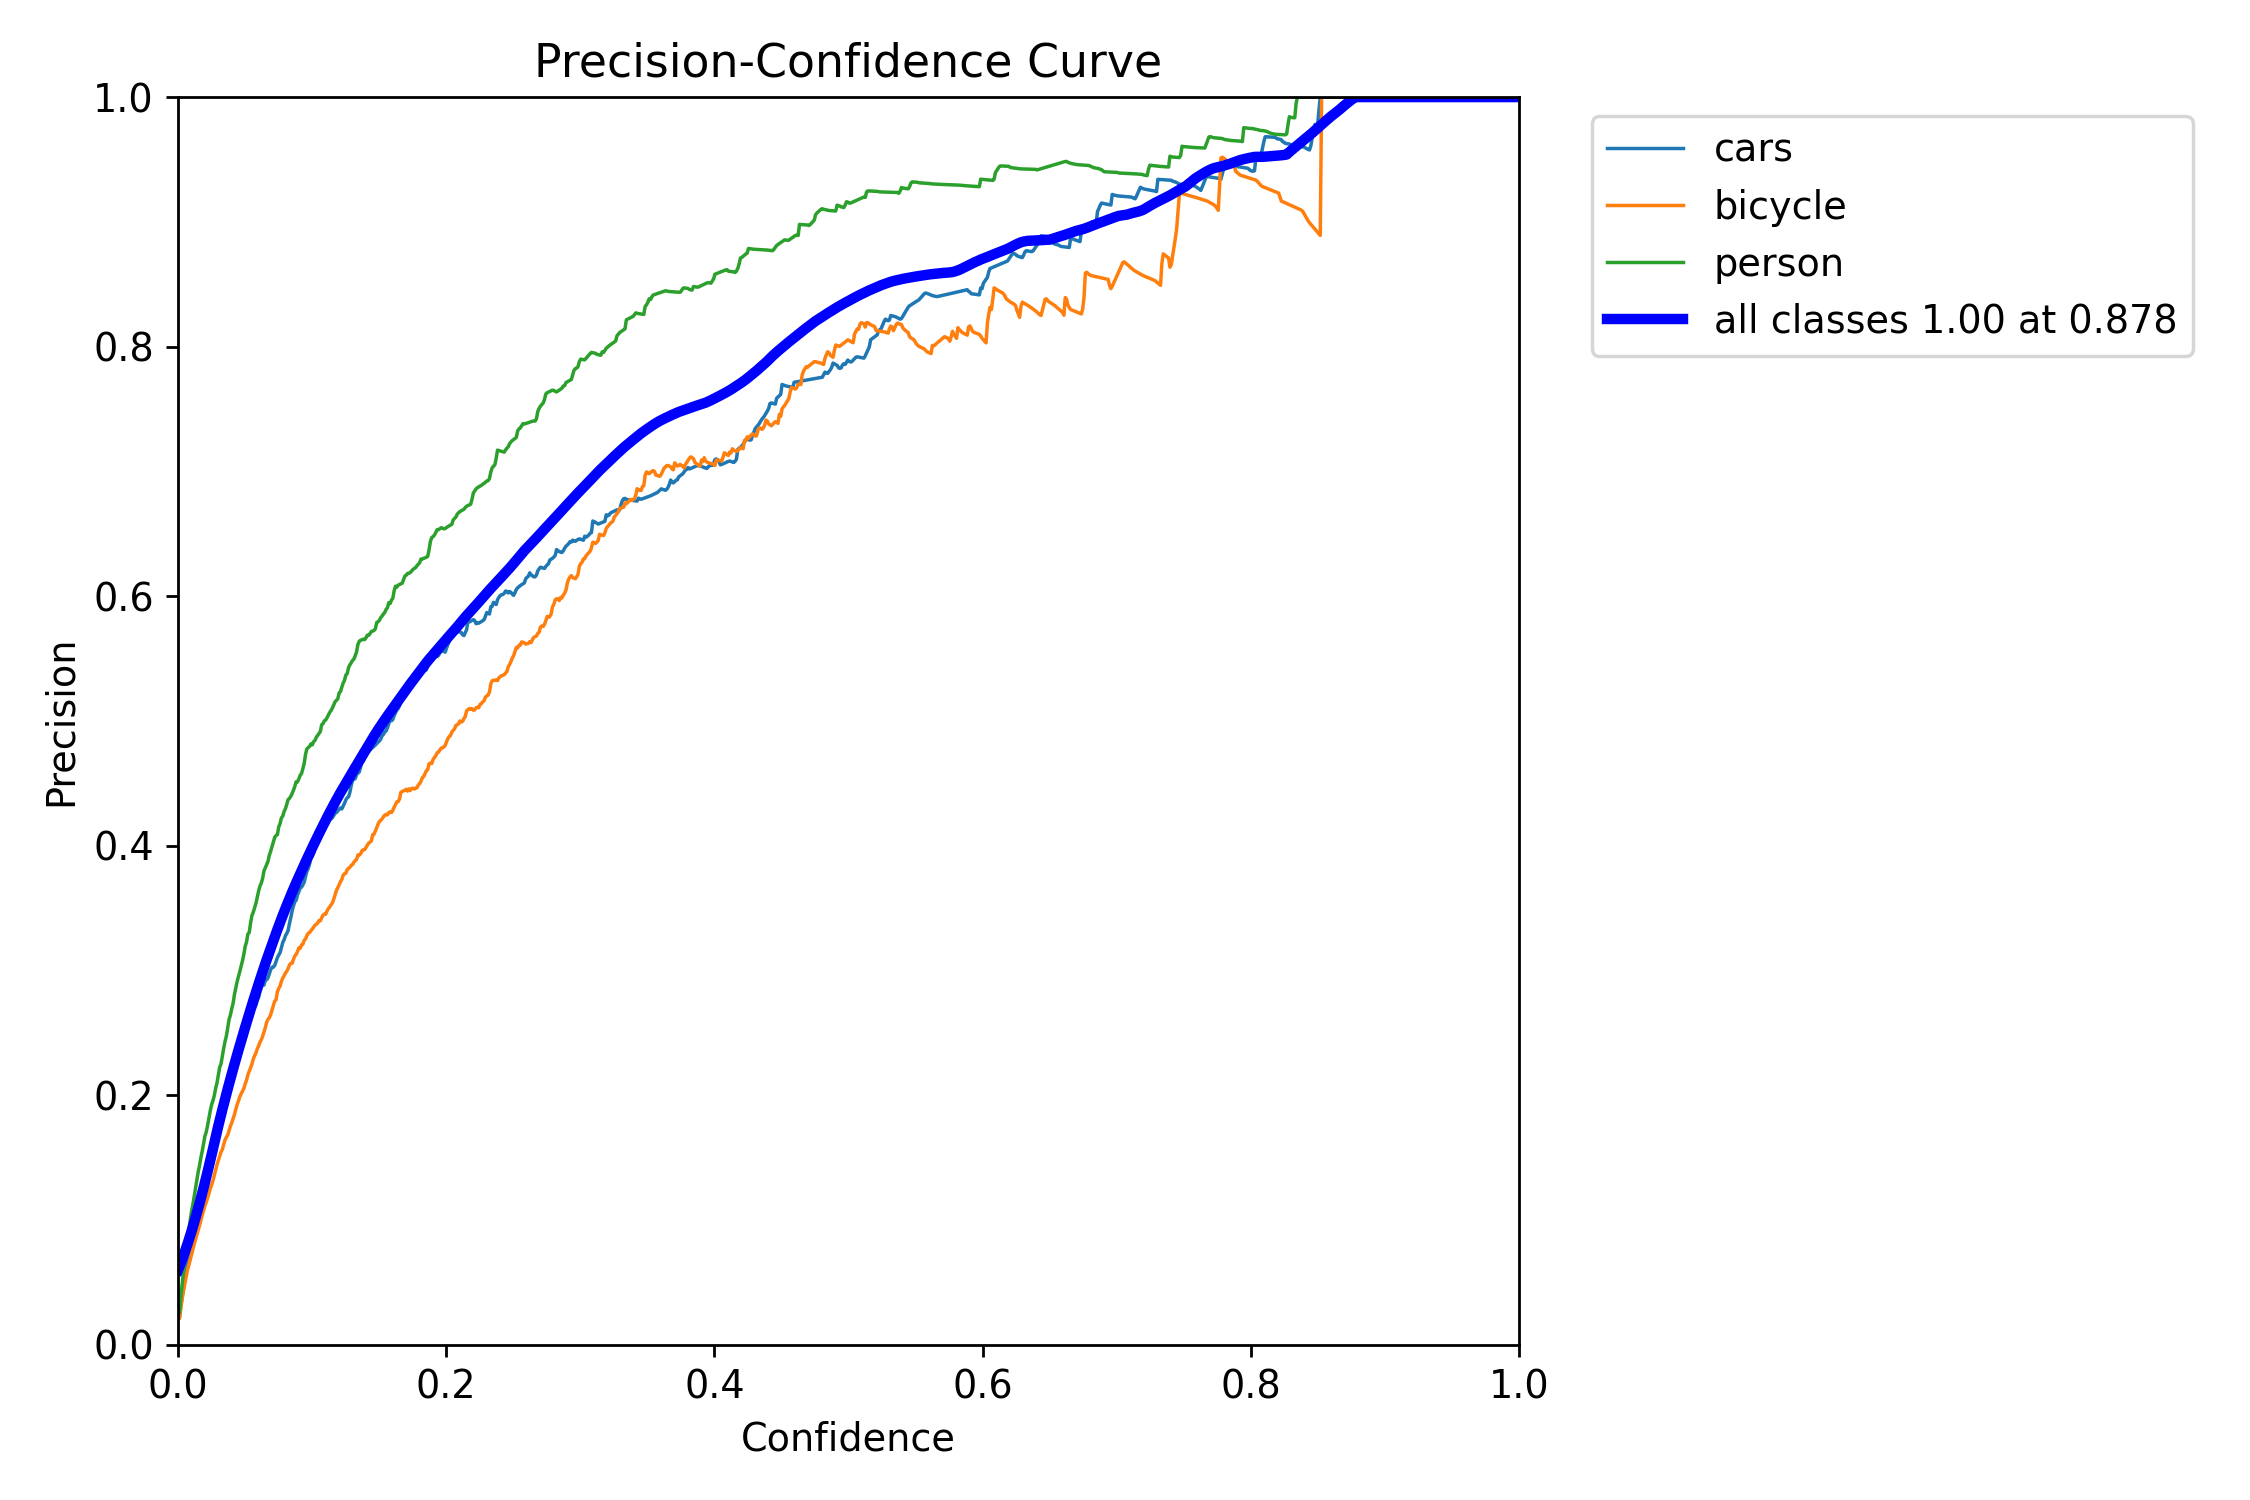 Precision-Confidence Curve
1.0
0.8
0.6
0.4
0.2
0.0
Precision
0.0 0.2 0.4 0.6 0.8 1.0
Confidence
cars
bicycle
person
all classes 1.00 at 0.878